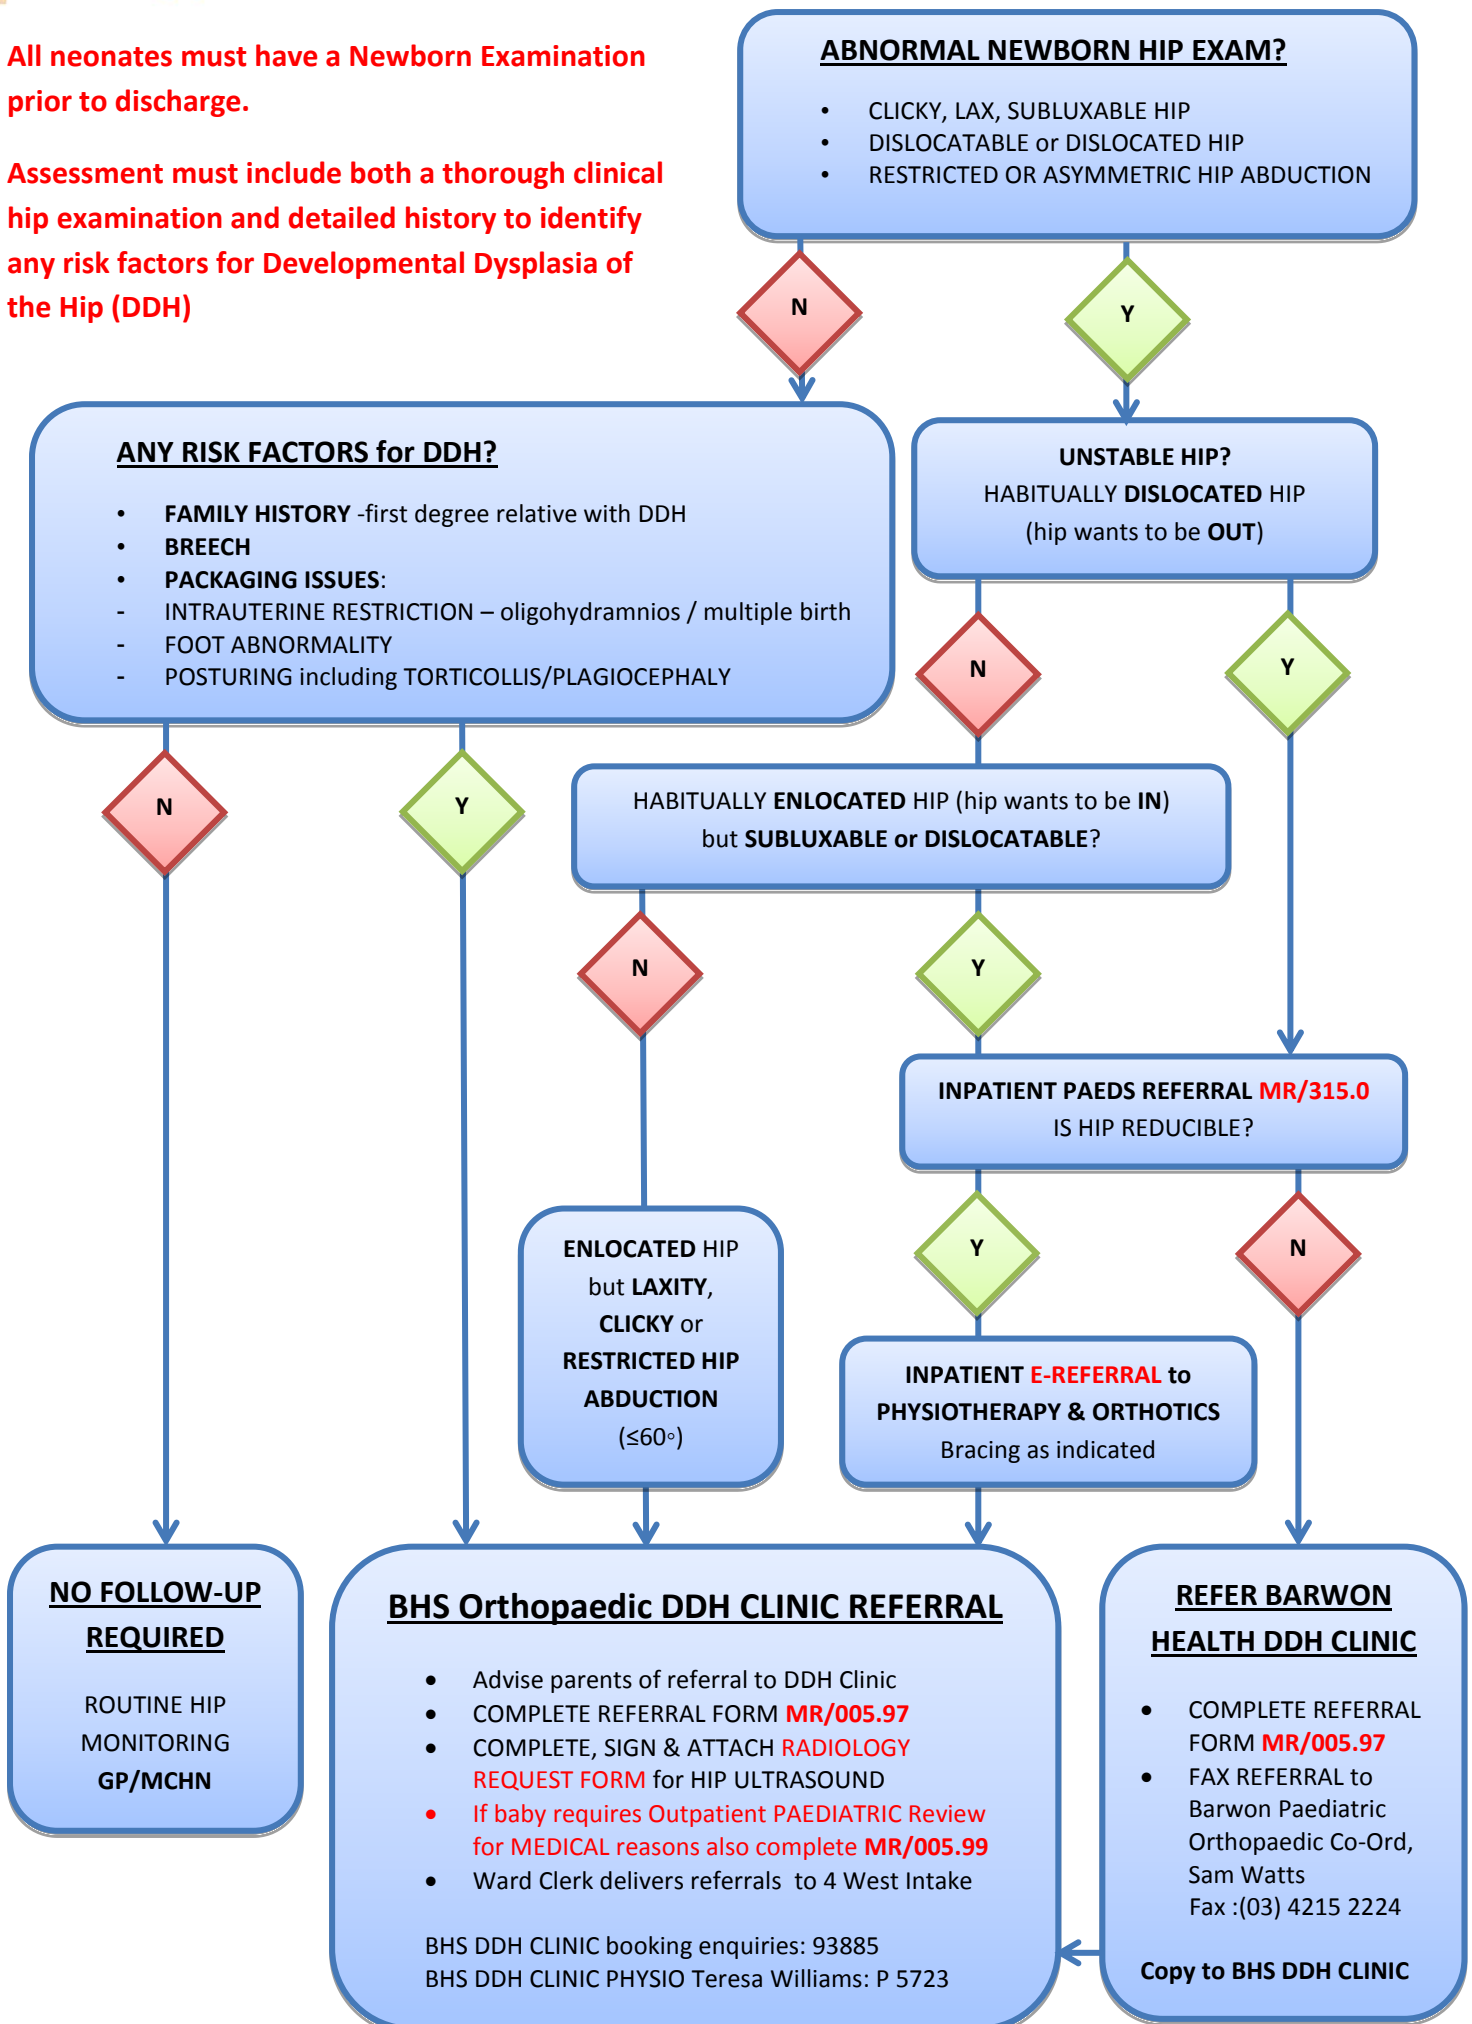 All neonates must have a Newborn Examination
prior to discharge.
Assessment must include both a thorough clinical
hip examination and detailed history to identify
any risk factors for Developmental Dysplasia of
the Hip (DDH)
ABNORMAL NEWBORN HIP EXAM?
• CLICKY, LAX, SUBLUXABLE HIP
• DISLOCATABLE or DISLOCATED HIP
• RESTRICTED OR ASYMMETRIC HIP ABDUCTION
N
Y
ANY RISK FACTORS for DDH?
• FAMILY HISTORY -first degree relative with DDH
• BREECH
• PACKAGING ISSUES:
- INTRAUTERINE RESTRICTION – oligohydramnios / multiple birth
- FOOT ABNORMALITY
- POSTURING including TORTICOLLIS/PLAGIOCEPHALY
UNSTABLE HIP?
HABITUALLY DISLOCATED HIP
(hip wants to be OUT)
N
Y
N
Y
HABITUALLY ENLOCATED HIP (hip wants to be IN)
but SUBLUXABLE or DISLOCATABLE?
N
Y
INPATIENT PAEDS REFERRAL MR/315.0
IS HIP REDUCIBLE?
Y
N
ENLOCATED HIP
but LAXITY,
CLICKY or
RESTRICTED HIP
ABDUCTION
(≤60◦)
INPATIENT E-REFERRAL to
PHYSIOTHERAPY & ORTHOTICS
Bracing as indicated
NO FOLLOW-UP
REQUIRED
ROUTINE HIP
MONITORING
GP/MCHN
BHS Orthopaedic DDH CLINIC REFERRAL
• Advise parents of referral to DDH Clinic
• COMPLETE REFERRAL FORM MR/005.97
• COMPLETE, SIGN & ATTACH RADIOLOGY
REQUEST FORM for HIP ULTRASOUND
• If baby requires Outpatient PAEDIATRIC Review
for MEDICAL reasons also complete MR/005.99
• Ward Clerk delivers referrals to 4 West Intake
BHS DDH CLINIC booking enquiries: 93885
BHS DDH CLINIC PHYSIO Teresa Williams: P 5723
REFER BARWON
HEALTH DDH CLINIC
• COMPLETE REFERRAL
FORM MR/005.97
• FAX REFERRAL to
Barwon Paediatric
Orthopaedic Co-Ord,
Sam Watts
Fax :(03) 4215 2224
Copy to BHS DDH CLINIC